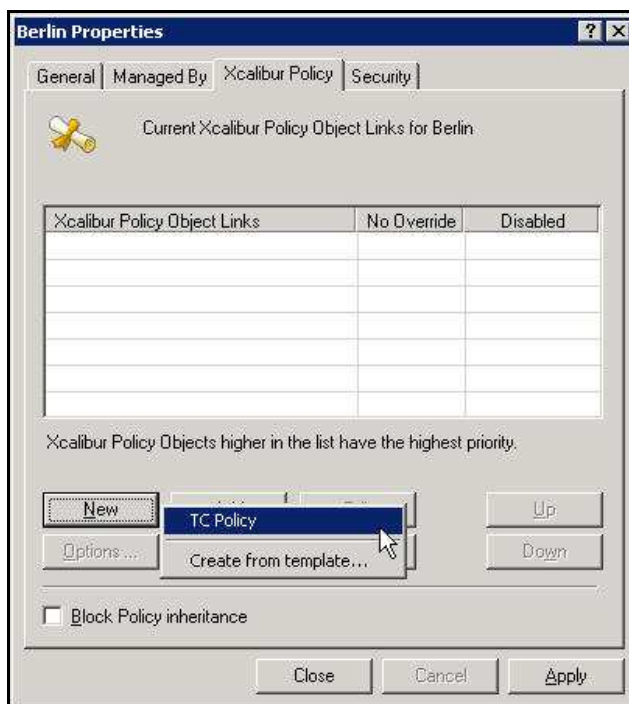 Berlin Properties
General Managed By Xcalibur Policy Security
Current Xcalibur Policy Object Links for Berlin
Xcalibur Policy Object Links No Override Disabled
Xcalibur Policy Objects higher in the list have the highest priority.
New Up
TC Policy
Options ... Down
Create from template...
Block Policy inheritance
Close Cancel Apply